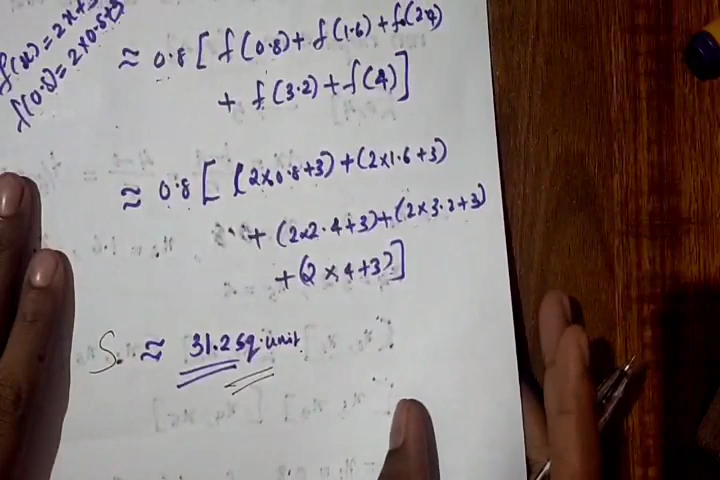 f(x) = 2x+3
f(0.8) = 2×0.8+3
≈ 0.8 [ f(0.8) + f(1.6) + f(2.4)
+ f(3.2) + f(4) ]
≈ 0.8 [ (2×0.8+3) + (2×1.6+3)
+ (2×2.4+3) + (2×3.2+3)
+ (2×4+3) ]
S. ≈ 31.2 sq. unit.